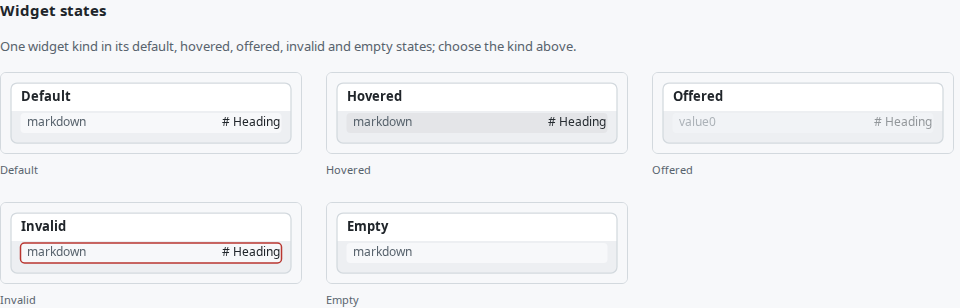 Widget states
One widget kind in its default, hovered, offered, invalid and empty states; choose the kind above.
Default
markdown # Heading
Default
Hovered
markdown # Heading
Hovered
Offered
value0 # Heading
Offered
Invalid
markdown # Heading
Invalid
Empty
markdown
Empty